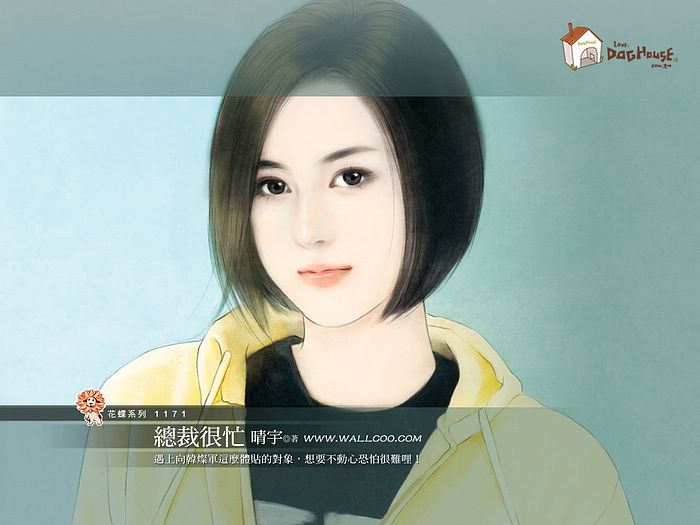 Love.
DOGHOUSE
花蝶系列 1171
總裁很忙 晴宇◎著 WWW.WALLCOO.COM
遇上向韓燦軍這麼體貼的對象，想要不動心恐怕很難哩！